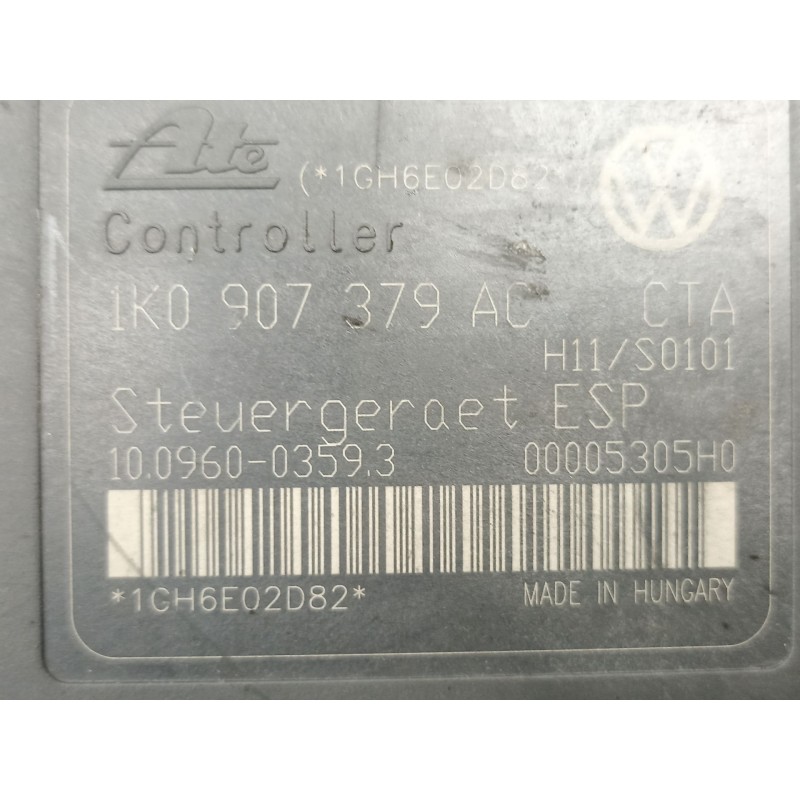 Ate
(*1GH6E02D82
Controller
1K0 907 379 AC CTA
H11/S0101
Steuergeraet ESP
10.0960-0359.3 00005305H0
*1CH6E02D82*
MADE IN HUNGARY